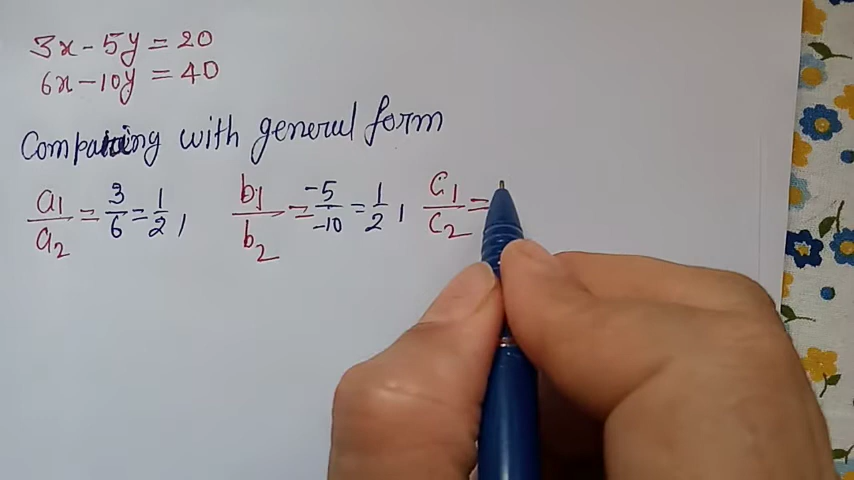 3x - 5y = 20
6x - 10y = 40
Comparing with general form
a1/a2 = 3/6 = 1/2, b1/b2 = -5/-10 = 1/2, c1/c2 =